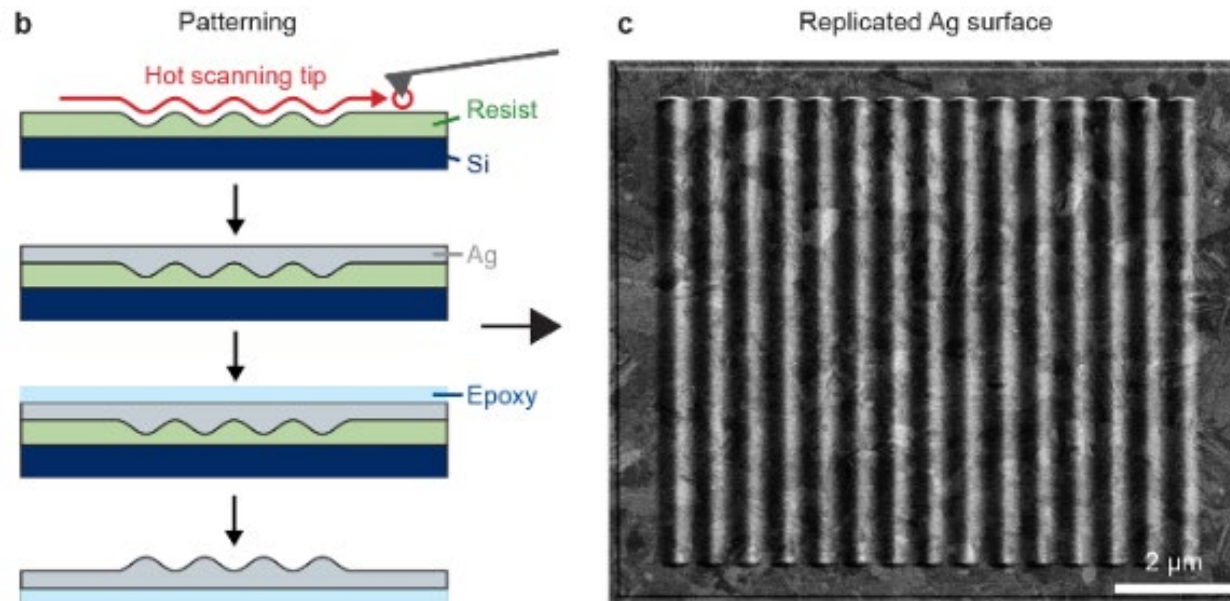 b
Patterning
Hot scanning tip
Resist
Si
Ag
Epoxy
c
Replicated Ag surface
2 μm